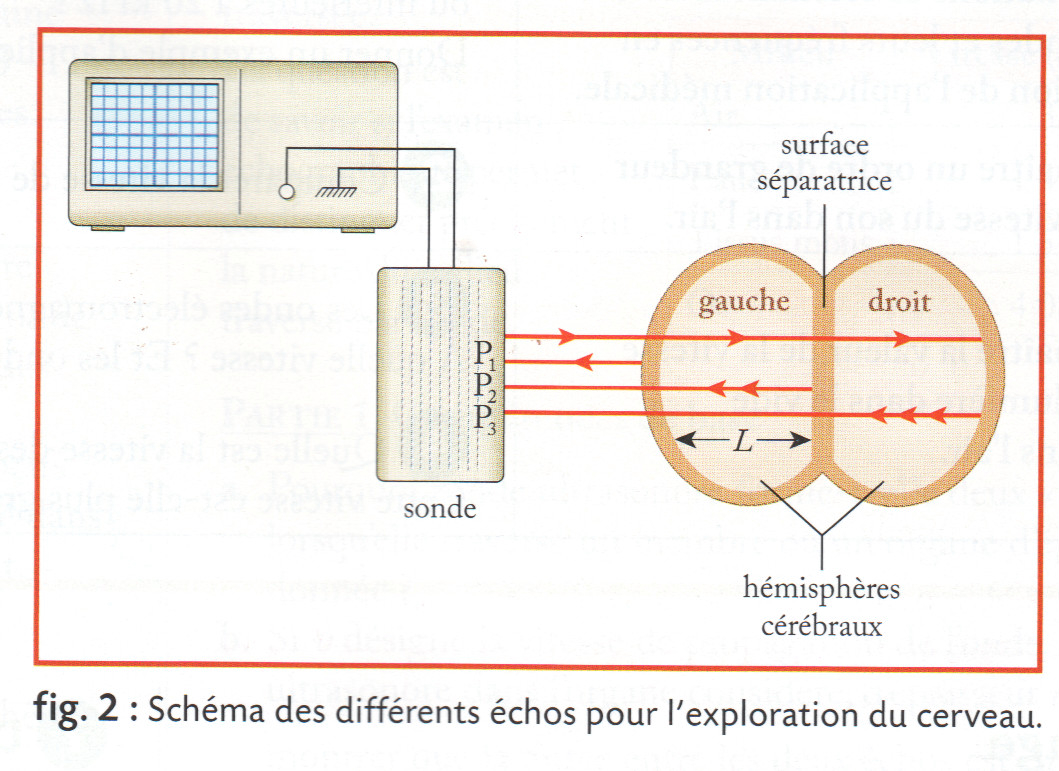 surface
séparatrice
gauche
droit
P1
P2
P3
L
sonde
hémisphères
cérébraux
fig. 2 : Schéma des différents échos pour l'exploration du cerveau.